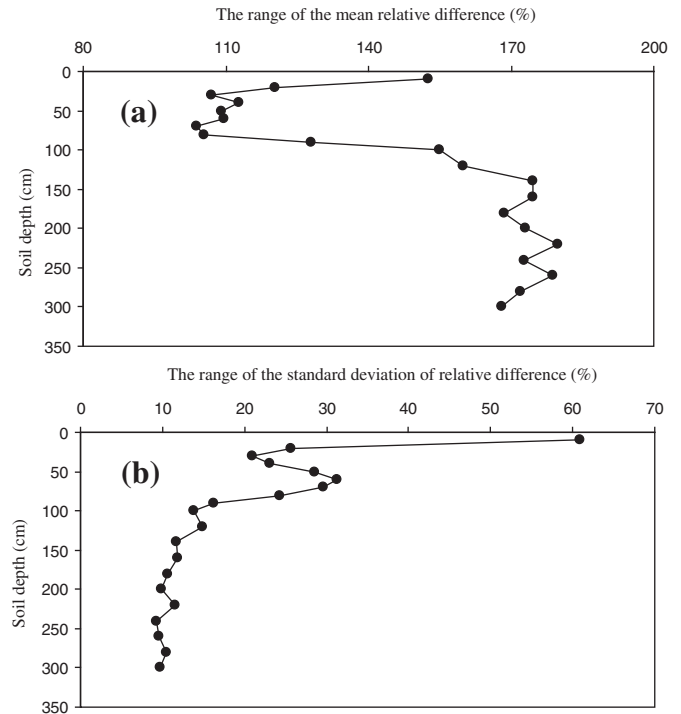 The range of the mean relative difference (%)
80 110 140 170 200
0
50
(a)
100
150
200
250
300
350
Soil depth (cm)
The range of the standard deviation of relative difference (%)
0 10 20 30 40 50 60 70
0
50
(b)
100
150
200
250
300
350
Soil depth (cm)